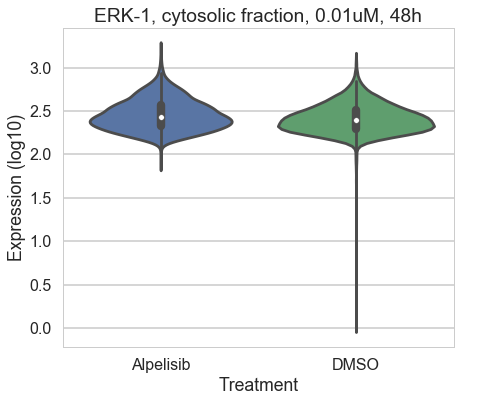 ERK-1, cytosolic fraction, 0.01uM, 48h
Expression (log10)
3.0
2.5
2.0
1.5
1.0
0.5
0.0
Alpelisib
DMSO
Treatment